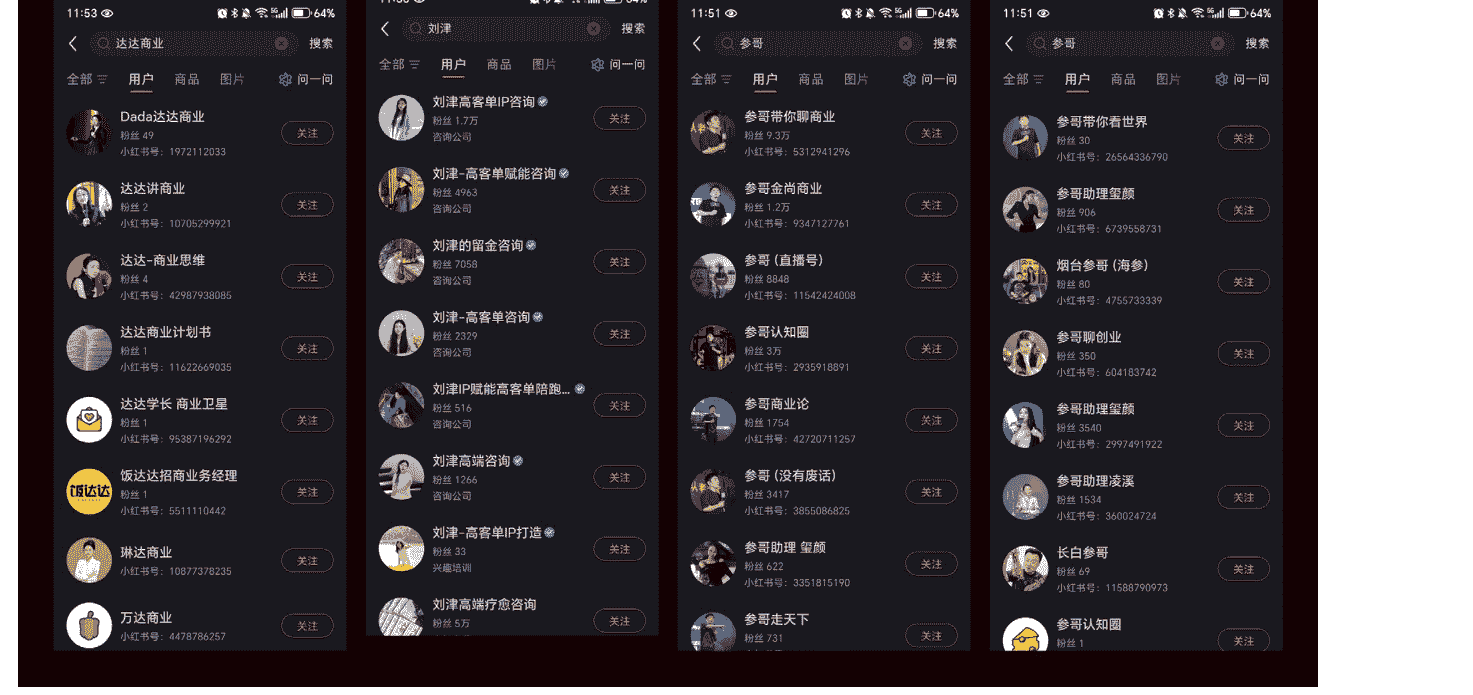 11:53
5G 64%
达达商业
搜索
全部
用户
商品
图片
问一问
Dada达达商业
粉丝 49
小红书号：1972112033
关注
达达讲商业
粉丝 2
小红书号：10705299921
关注
达达-商业思维
粉丝 4
小红书号：42987938085
关注
达达商业计划书
粉丝 1
小红书号：11622669035
关注
达达学长 商业卫星
粉丝 1
小红书号：95387196292
关注
饭达达
饭达达招商业务经理
粉丝 1
小红书号：5511110442
关注
琳达商业
小红书号：10877378235
关注
万达商业
小红书号：4478786257
关注
刘津
搜索
全部
用户
商品
图片
问一问
刘津高客单IP咨询
粉丝 1.7万
咨询公司
关注
刘津-高客单赋能咨询
粉丝 4963
咨询公司
关注
刘津的留金咨询
粉丝 7058
咨询公司
关注
刘津-高客单咨询
粉丝 2329
咨询公司
关注
刘津IP赋能高客单陪跑...
粉丝 516
咨询公司
关注
刘津高端咨询
粉丝 1266
咨询公司
关注
刘津-高客单IP打造
粉丝 33
兴趣培训
关注
刘津高端疗愈咨询
粉丝 5万
关注
11:51
5G 64%
参哥
搜索
全部
用户
商品
图片
问一问
参哥带你聊商业
粉丝 9.3万
小红书号：5312941296
关注
参哥金尚商业
粉丝 1.2万
小红书号：9347127761
关注
参哥（直播号）
粉丝 8848
小红书号：11542424008
关注
参哥认知圈
粉丝 3万
小红书号：2935918891
关注
参哥商业论
粉丝 1754
小红书号：42720711257
关注
参哥（没有废话）
粉丝 3417
小红书号：3855086825
关注
参哥助理 玺颜
粉丝 622
小红书号：3351815190
关注
参哥走天下
粉丝 731
关注
11:51
5G 64%
参哥
搜索
全部
用户
商品
图片
问一问
参哥带你看世界
粉丝 30
小红书号：26564336790
关注
参哥助理玺颜
粉丝 906
小红书号：6739558731
关注
烟台参哥（海参）
粉丝 80
小红书号：4755733339
关注
参哥聊创业
粉丝 350
小红书号：604183742
关注
参哥助理玺颜
粉丝 3540
小红书号：2997491922
关注
参哥助理凌溪
粉丝 1534
小红书号：360024724
关注
长白参哥
粉丝 69
小红书号：11588790973
关注
参哥认知圈
粉丝 1
关注